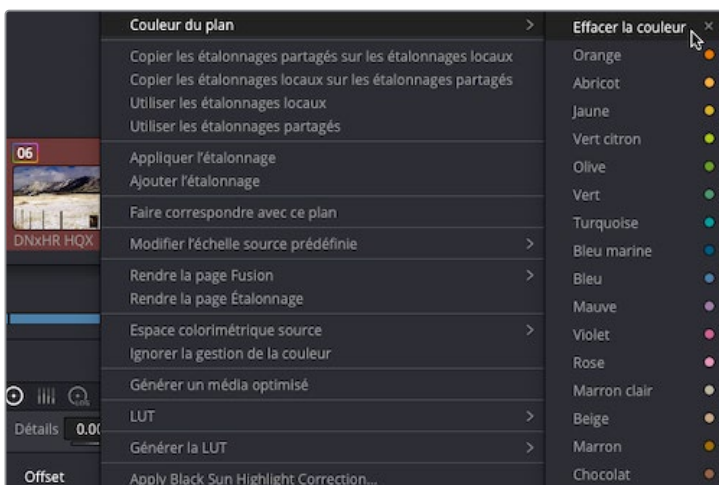 Couleur du plan
Copier les étalonnages partagés sur les étalonnages locaux
Copier les étalonnages locaux sur les étalonnages partagés
Utiliser les étalonnages locaux
Utiliser les étalonnages partagés
Appliquer l'étalonnage
Ajouter l'étalonnage
Faire correspondre avec ce plan
Modifier l'échelle source prédéfinie
Rendre la page Fusion
Rendre la page Étalonnage
Espace colorimétrique source
Ignorer la gestion de la couleur
Générer un média optimisé
LUT
Générer la LUT
Apply Black Sun Highlight Correction...
Effacer la couleur
Orange
Abricot
Jaune
Vert citron
Olive
Vert
Turquoise
Bleu marine
Bleu
Mauve
Violet
Rose
Marron clair
Beige
Marron
Chocolat
06
DNxHR HQX
LOG
Détails 0.00
Offset